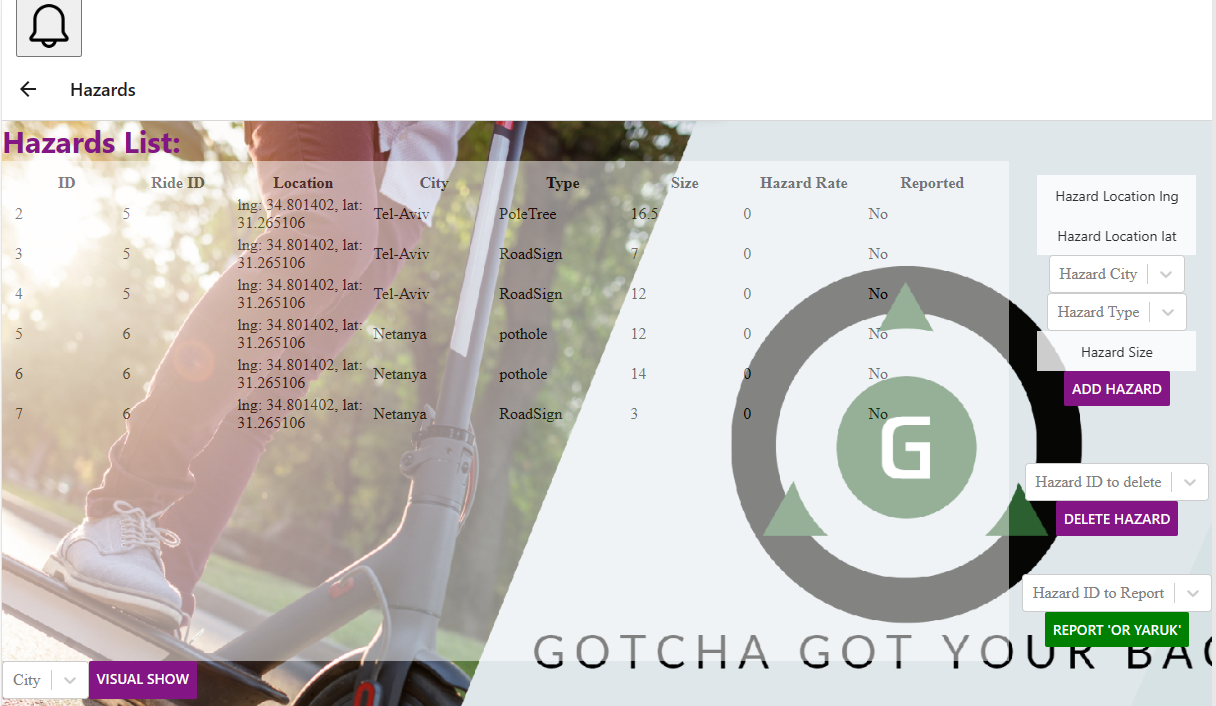 Hazards
Hazards List:
ID Ride ID Location City Type Size Hazard Rate Reported
2 5 lng: 34.801402, lat: 31.265106 Tel-Aviv PoleTree 16.5 0 No
3 5 lng: 34.801402, lat: 31.265106 Tel-Aviv RoadSign 7 0 No
4 5 lng: 34.801402, lat: 31.265106 Tel-Aviv RoadSign 12 0 No
5 6 lng: 34.801402, lat: 31.265106 Netanya pothole 12 0 No
6 6 lng: 34.801402, lat: 31.265106 Netanya pothole 14 0 No
7 6 lng: 34.801402, lat: 31.265106 Netanya RoadSign 3 0 No
Hazard Location lng
Hazard Location lat
Hazard City
Hazard Type
Hazard Size
ADD HAZARD
Hazard ID to delete
DELETE HAZARD
Hazard ID to Report
REPORT 'OR YARUK'
G
GOTCHA GOT YOUR BAC
City VISUAL SHOW